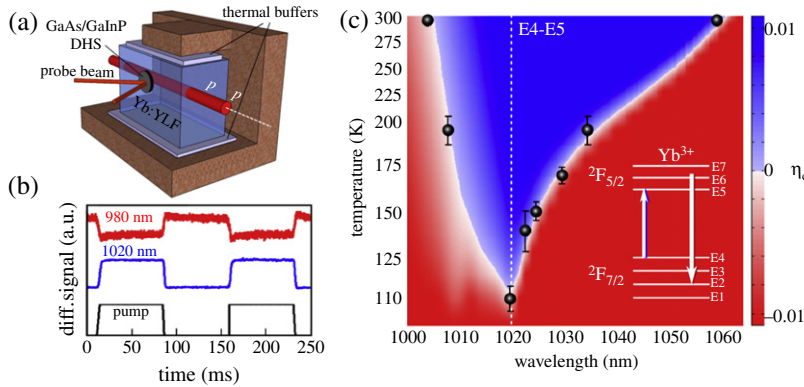 (a)
GaAs/GaInP
DHS
thermal buffers
probe beam
p
p
Yb:YLF
(b)
diff.signal (a.u.)
980 nm
1020 nm
pump
0 50 100 150 200 250
time (ms)
(c)
temperature (K)
300
250
200
175
150
125
110
E4-E5
Yb3+
2F5/2
2F7/2
E7
E6
E5
E4
E3
E2
E1
1000 1010 1020 1030 1040 1050 1060
wavelength (nm)
0.01
0
−0.01